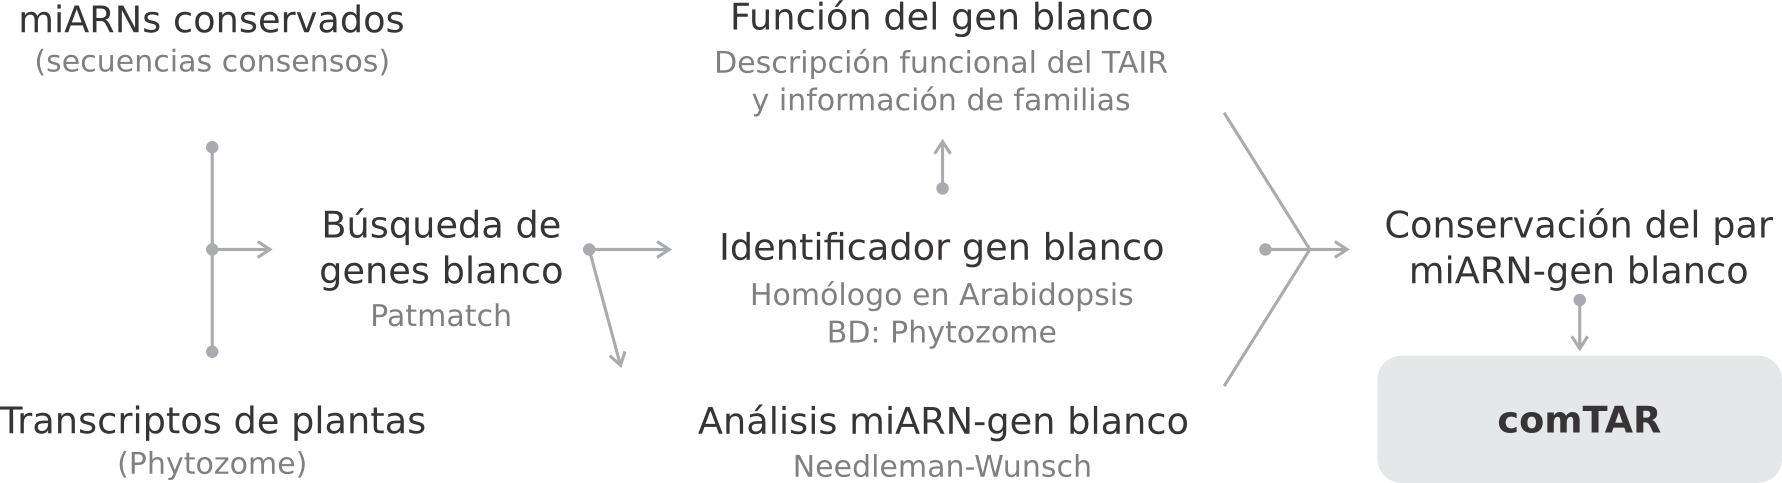 miARNs conservados
(secuencias consensos)
Transcriptos de plantas
(Phytozome)
Búsqueda de
genes blanco
Patmatch
Función del gen blanco
Descripción funcional del TAIR
y información de familias
Identificador gen blanco
Homólogo en Arabidopsis
BD: Phytozome
Análisis miARN-gen blanco
Needleman-Wunsch
Conservación del par
miARN-gen blanco
comTAR